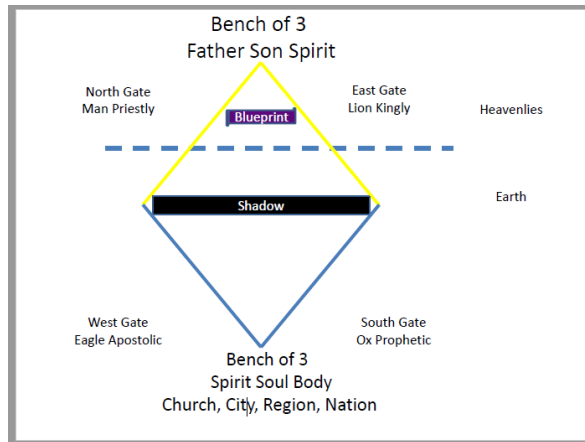 Bench of 3
Father Son Spirit
North Gate
Man Priestly
East Gate
Lion Kingly
Heavenlies
Blueprint
Earth
Shadow
West Gate
Eagle Apostolic
South Gate
Ox Prophetic
Bench of 3
Spirit Soul Body
Church, City, Region, Nation